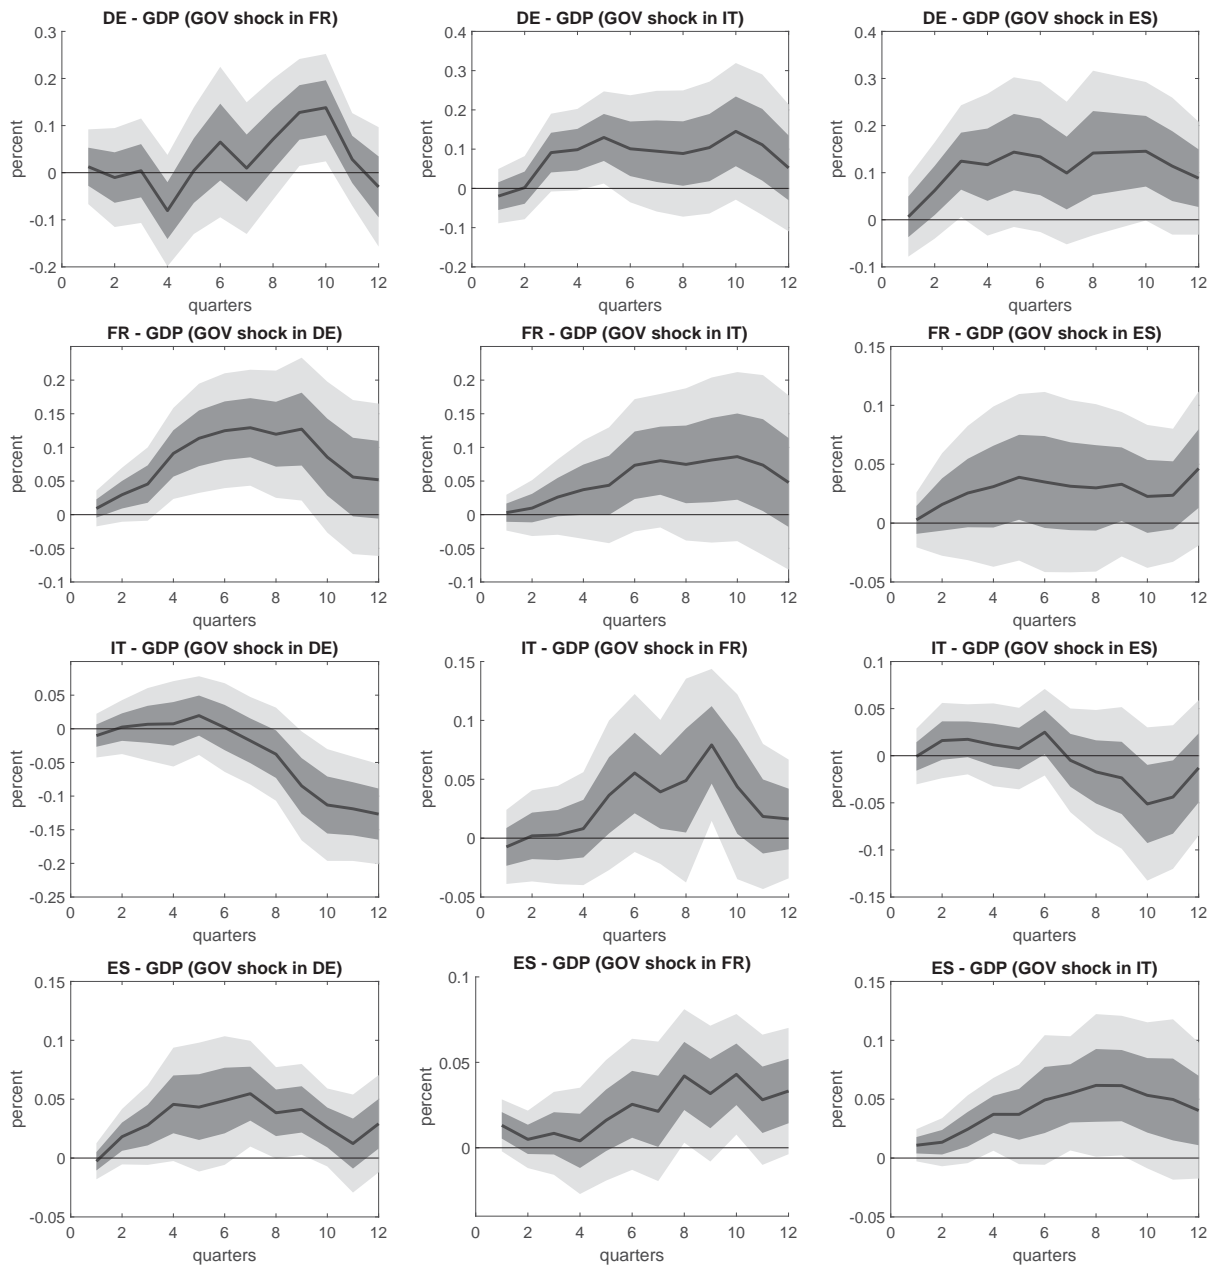 DE - GDP (GOV shock in FR) DE - GDP (GOV shock in IT) DE - GDP (GOV shock in ES)
0.3 0.4 0.4
0.2 0.3 0.3
0.1 0.2 0.2
0 0.1 0.1
-0.1 0 0
-0.2 -0.1 -0.1
-0.2
percent percent percent
0 2 4 6 8 10 12 0 2 4 6 8 10 12 0 2 4 6 8 10 12
quarters quarters quarters
FR - GDP (GOV shock in DE) FR - GDP (GOV shock in IT) FR - GDP (GOV shock in ES)
0.2 0.2 0.15
0.15 0.15 0.1
0.1 0.1 0.05
0.05 0.05 0
0 0 -0.05
-0.05 -0.05
-0.1 -0.1
percent percent percent
0 2 4 6 8 10 12 0 2 4 6 8 10 12 0 2 4 6 8 10 12
quarters quarters quarters
IT - GDP (GOV shock in DE) IT - GDP (GOV shock in FR) IT - GDP (GOV shock in ES)
0.05 0.15 0.1
0 0.1 0.05
-0.05 0.05 0
-0.1 0 -0.05
-0.15 0.05 -0.1
-0.2 -0.15
-0.25
percent percent percent
0 2 4 6 8 10 12 0 2 4 6 8 10 12 0 2 4 6 8 10 12
quarters quarters quarters
ES - GDP (GOV shock in DE) ES - GDP (GOV shock in FR) ES - GDP (GOV shock in IT)
0.15 0.1 0.15
0.1 0.05 0.1
0.05 0 0.05
0 0
-0.05 -0.05
percent percent percent
0 2 4 6 8 10 12 0 2 4 6 8 10 12 0 2 4 6 8 10 12
quarters quarters quarters